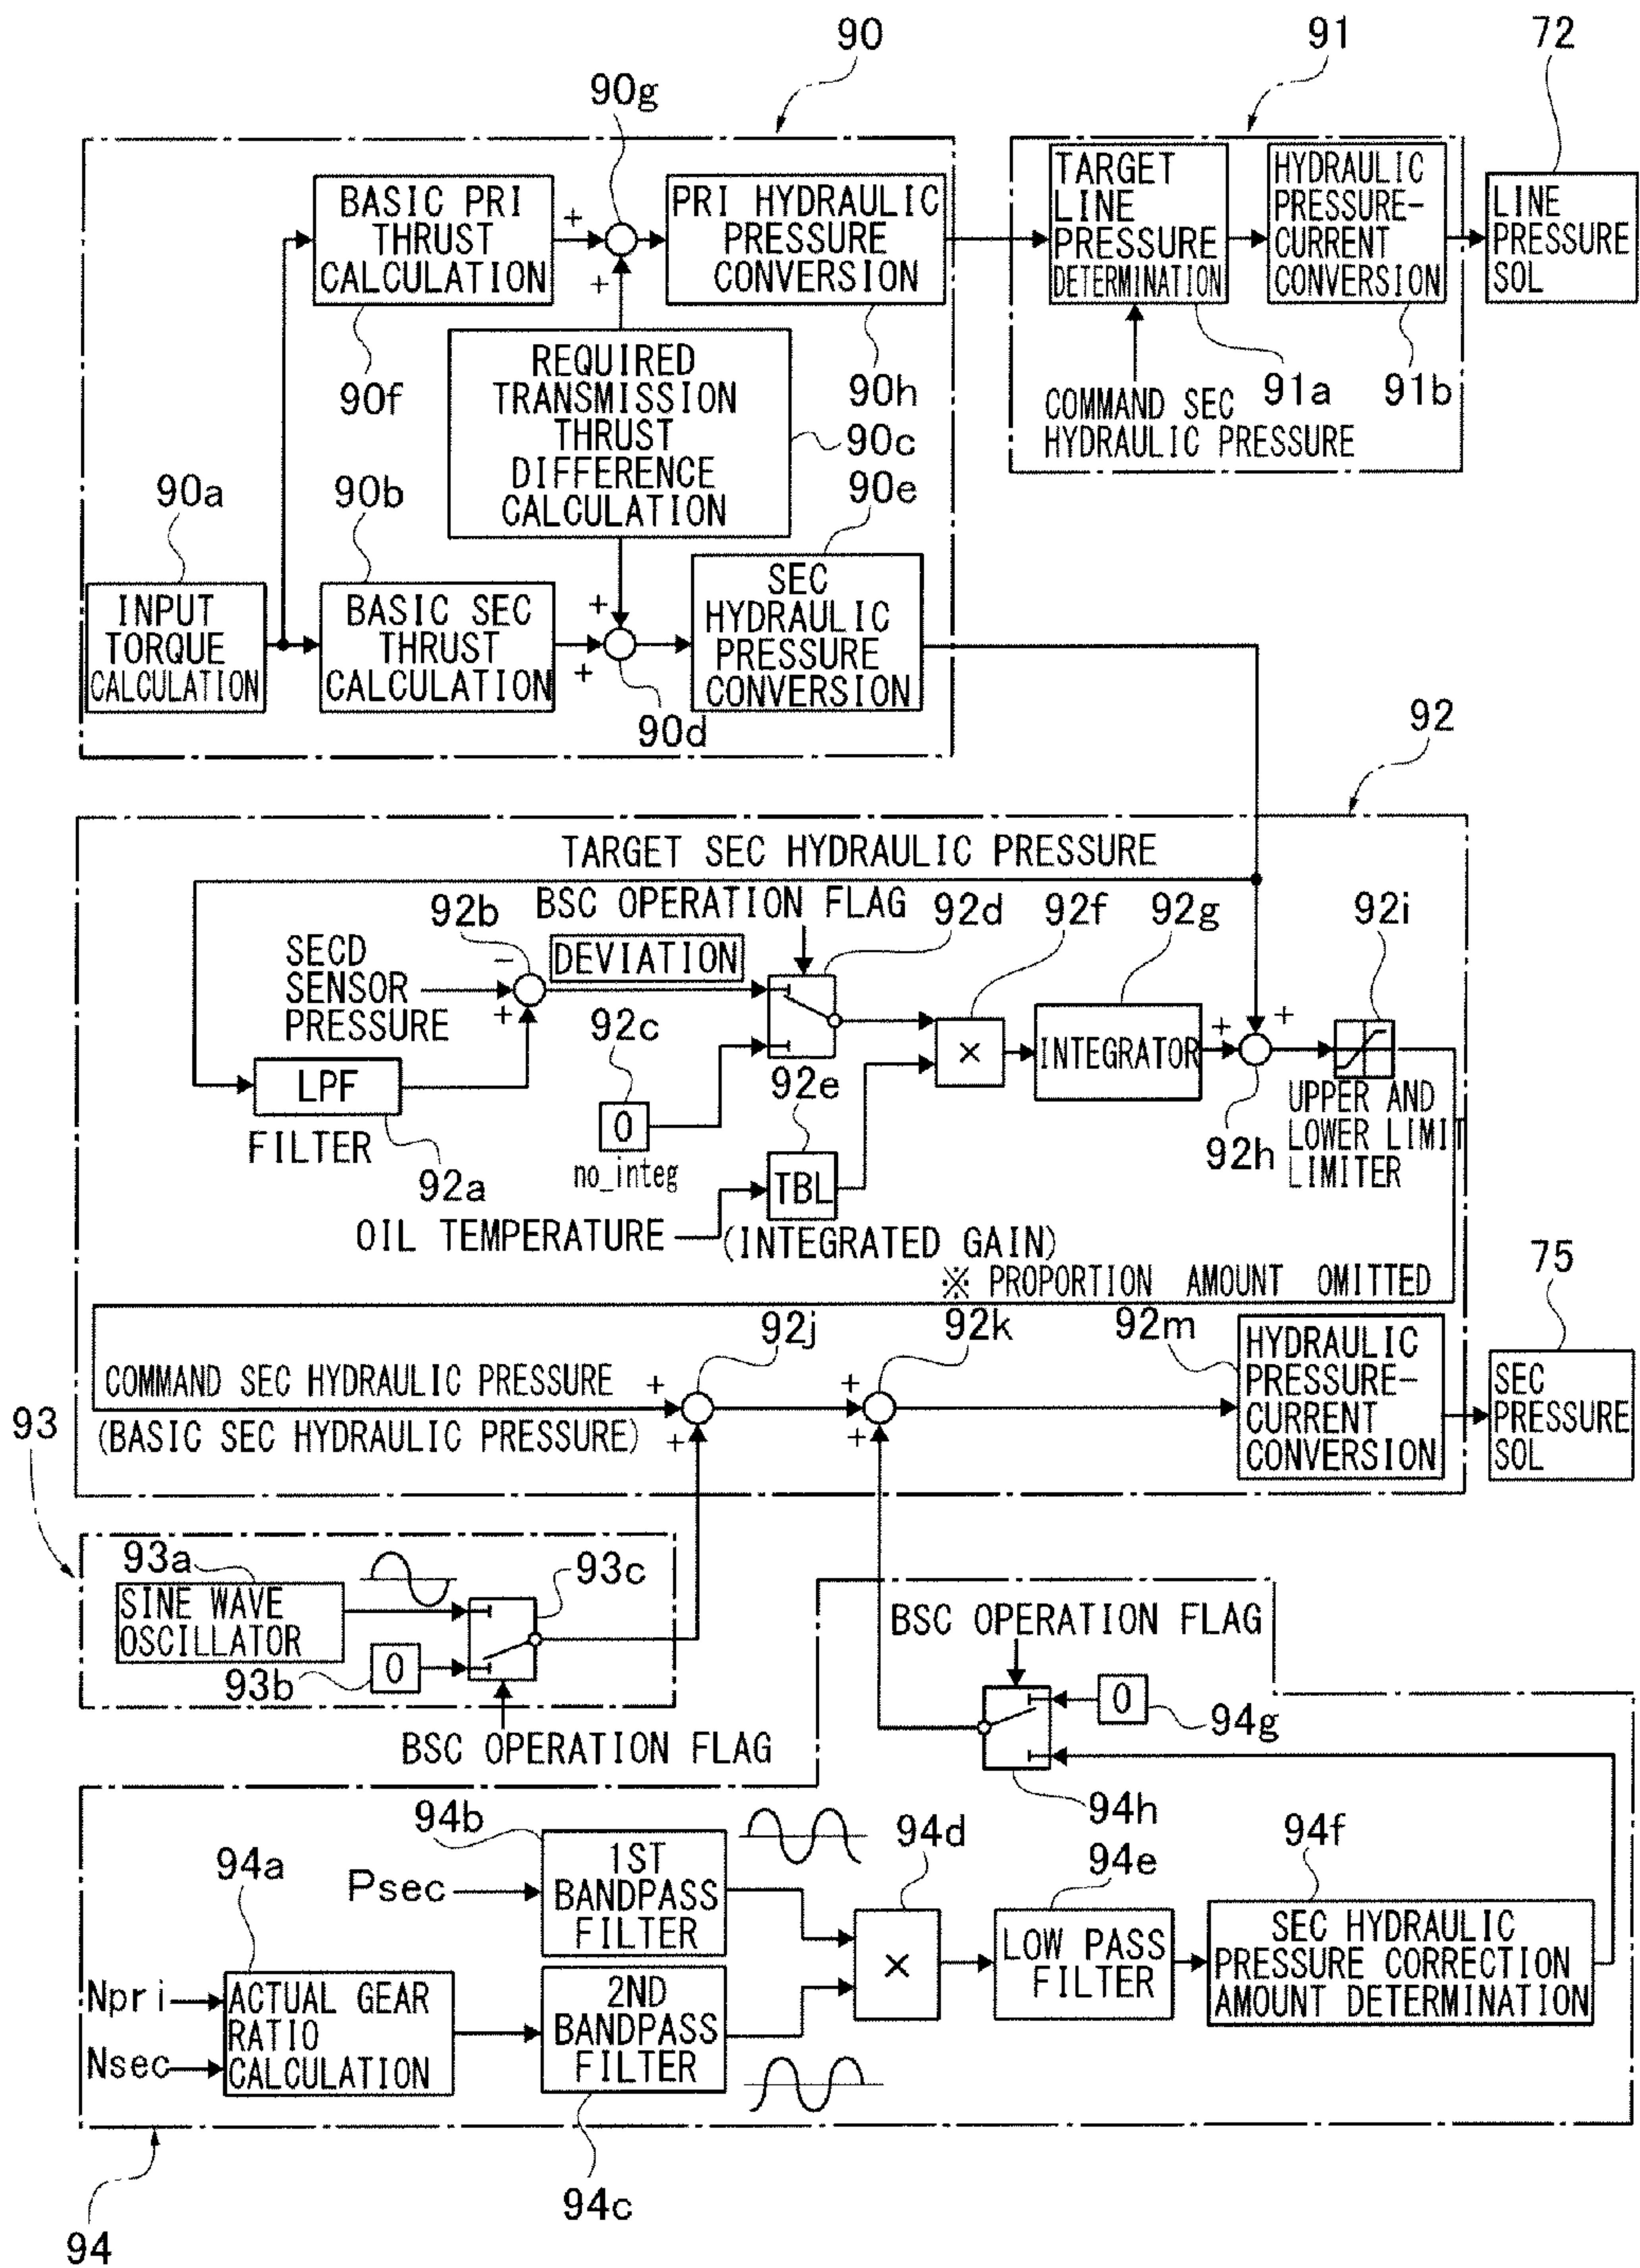 90
91
72
90g
BASIC PRI
THRUST
CALCULATION
+
+
PRI HYDRAULIC
PRESSURE
CONVERSION
TARGET
LINE
PRESSURE
DETERMINATION
HYDRAULIC
PRESSURE-
CURRENT
CONVERSION
LINE
PRESSURE
SOL
90f
REQUIRED
TRANSMISSION
THRUST
DIFFERENCE
CALCULATION
90h
90c
90e
COMMAND SEC
HYDRAULIC PRESSURE
91a
91b
90a
90b
INPUT
TORQUE
CALCULATION
BASIC SEC
THRUST
CALCULATION
+
+
SEC
HYDRAULIC
PRESSURE
CONVERSION
90d
92
TARGET SEC HYDRAULIC PRESSURE
BSC OPERATION FLAG
92b
92d
92f
92g
92i
SECD
SENSOR
PRESSURE
-
+
DEVIATION
92c
92e
×
INTEGRATOR
+
+
LPF
FILTER
92a
0
no_integ
TBL
92h
UPPER AND
LOWER LIMIT
LIMITER
OIL TEMPERATURE
(INTEGRATED GAIN)
※ PROPORTION AMOUNT OMITTED
75
92j
92k
92m
COMMAND SEC HYDRAULIC PRESSURE
(BASIC SEC HYDRAULIC PRESSURE)
+
+
+
+
HYDRAULIC
PRESSURE-
CURRENT
CONVERSION
SEC
PRESSURE
SOL
93
93a
SINE WAVE
OSCILLATOR
93c
93b
0
BSC OPERATION FLAG
BSC OPERATION FLAG
0
94g
94h
94b
94d
94e
94f
94a
Psec
1ST
BANDPASS
FILTER
×
LOW PASS
FILTER
SEC HYDRAULIC
PRESSURE CORRECTION
AMOUNT DETERMINATION
Npri
Nsec
ACTUAL GEAR
RATIO
CALCULATION
2ND
BANDPASS
FILTER
94c
94